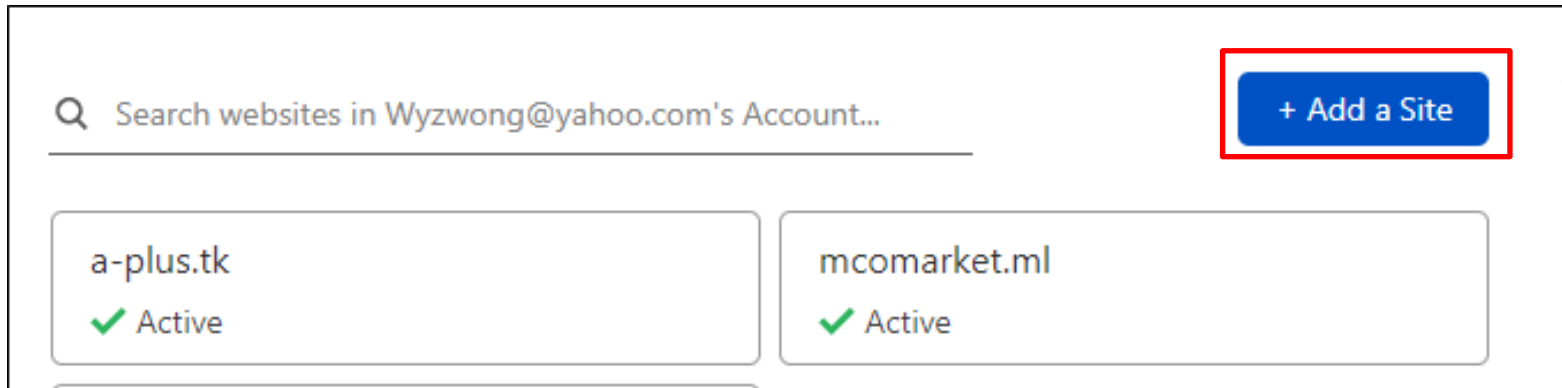 Search websites in Wyzwong@yahoo.com's Account...
+ Add a Site
a-plus.tk
mcomarket.ml
Active
Active